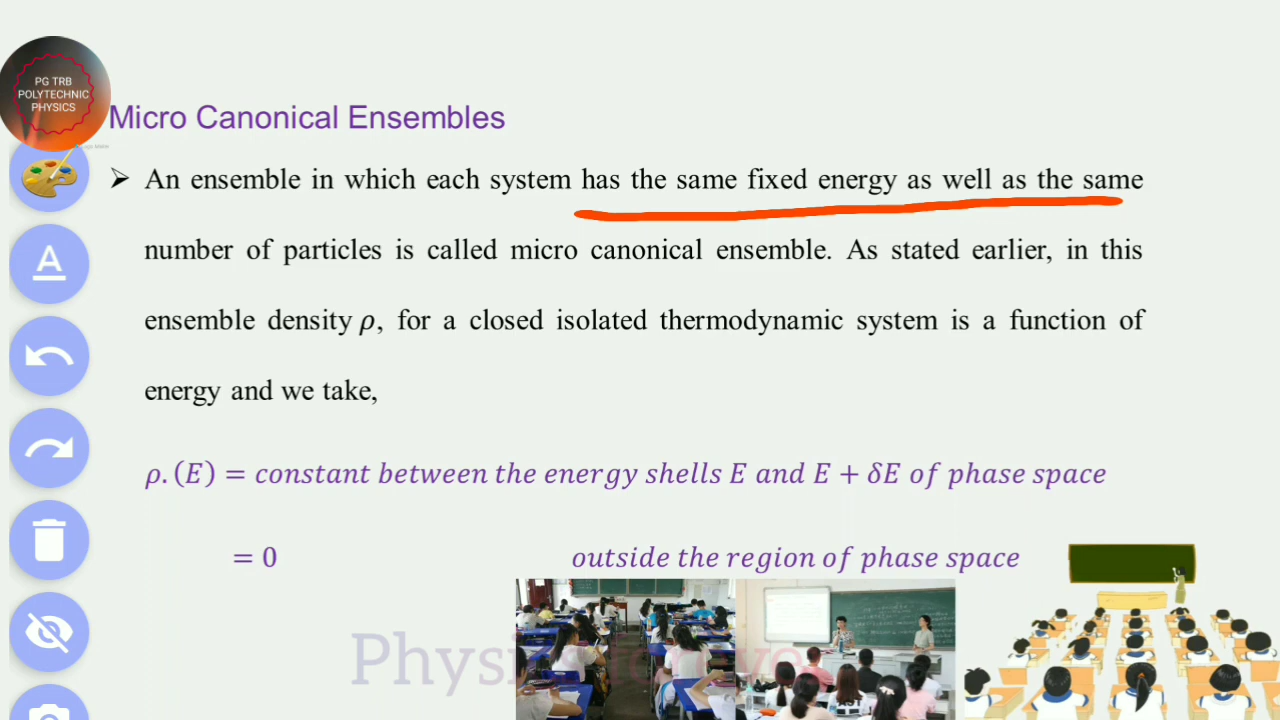 PG TRB
POLYTECHNIC
PHYSICS
Micro Canonical Ensembles
➢ An ensemble in which each system has the same fixed energy as well as the same
number of particles is called micro canonical ensemble. As stated earlier, in this
ensemble density ρ, for a closed isolated thermodynamic system is a function of
energy and we take,
ρ.(E) = constant between the energy shells E and E + δE of phase space
= 0 outside the region of phase space
A